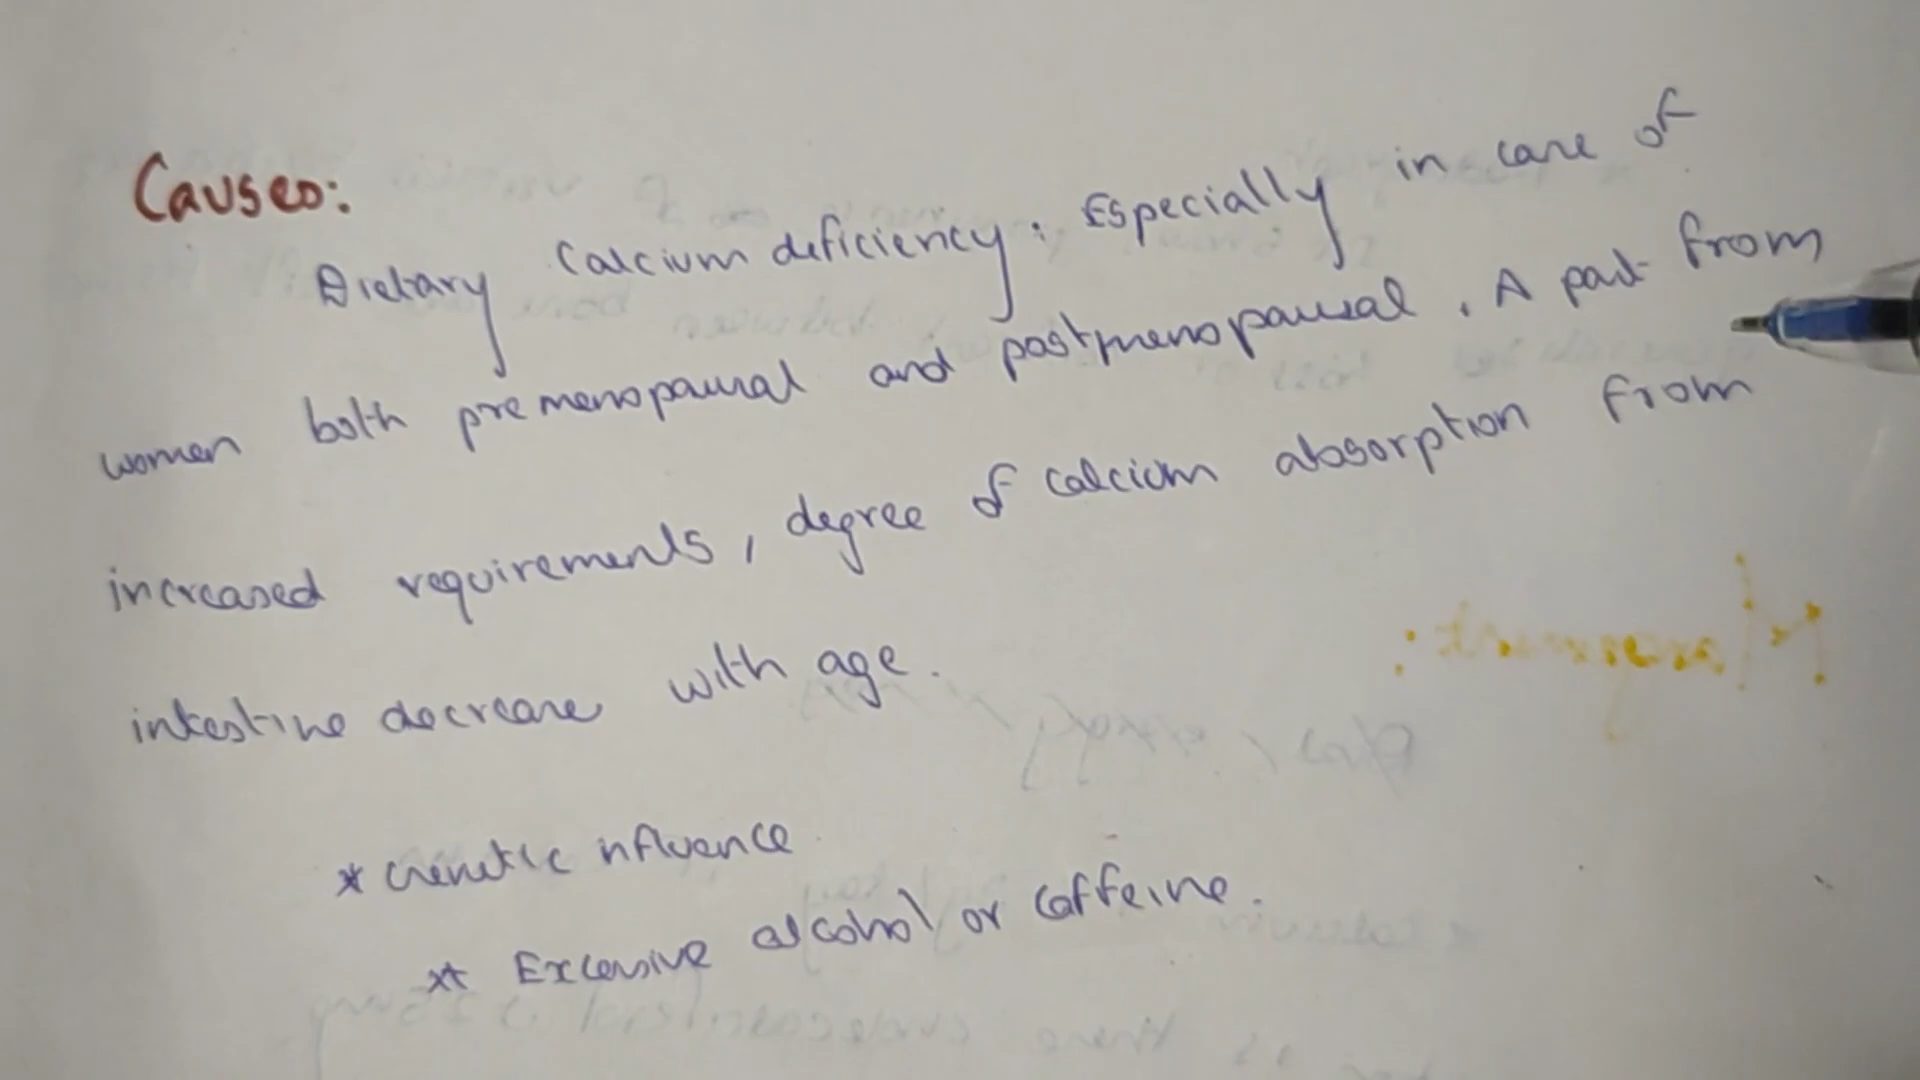 Causes:
Dietary Calcium deficiency. Especially in case of
women both premenopausal and postmenopausal. A part from
increased requirements, degree of calcium absorption from
intestine decrease with age.
* Genetic influence
* Excessive alcohol or caffeine.